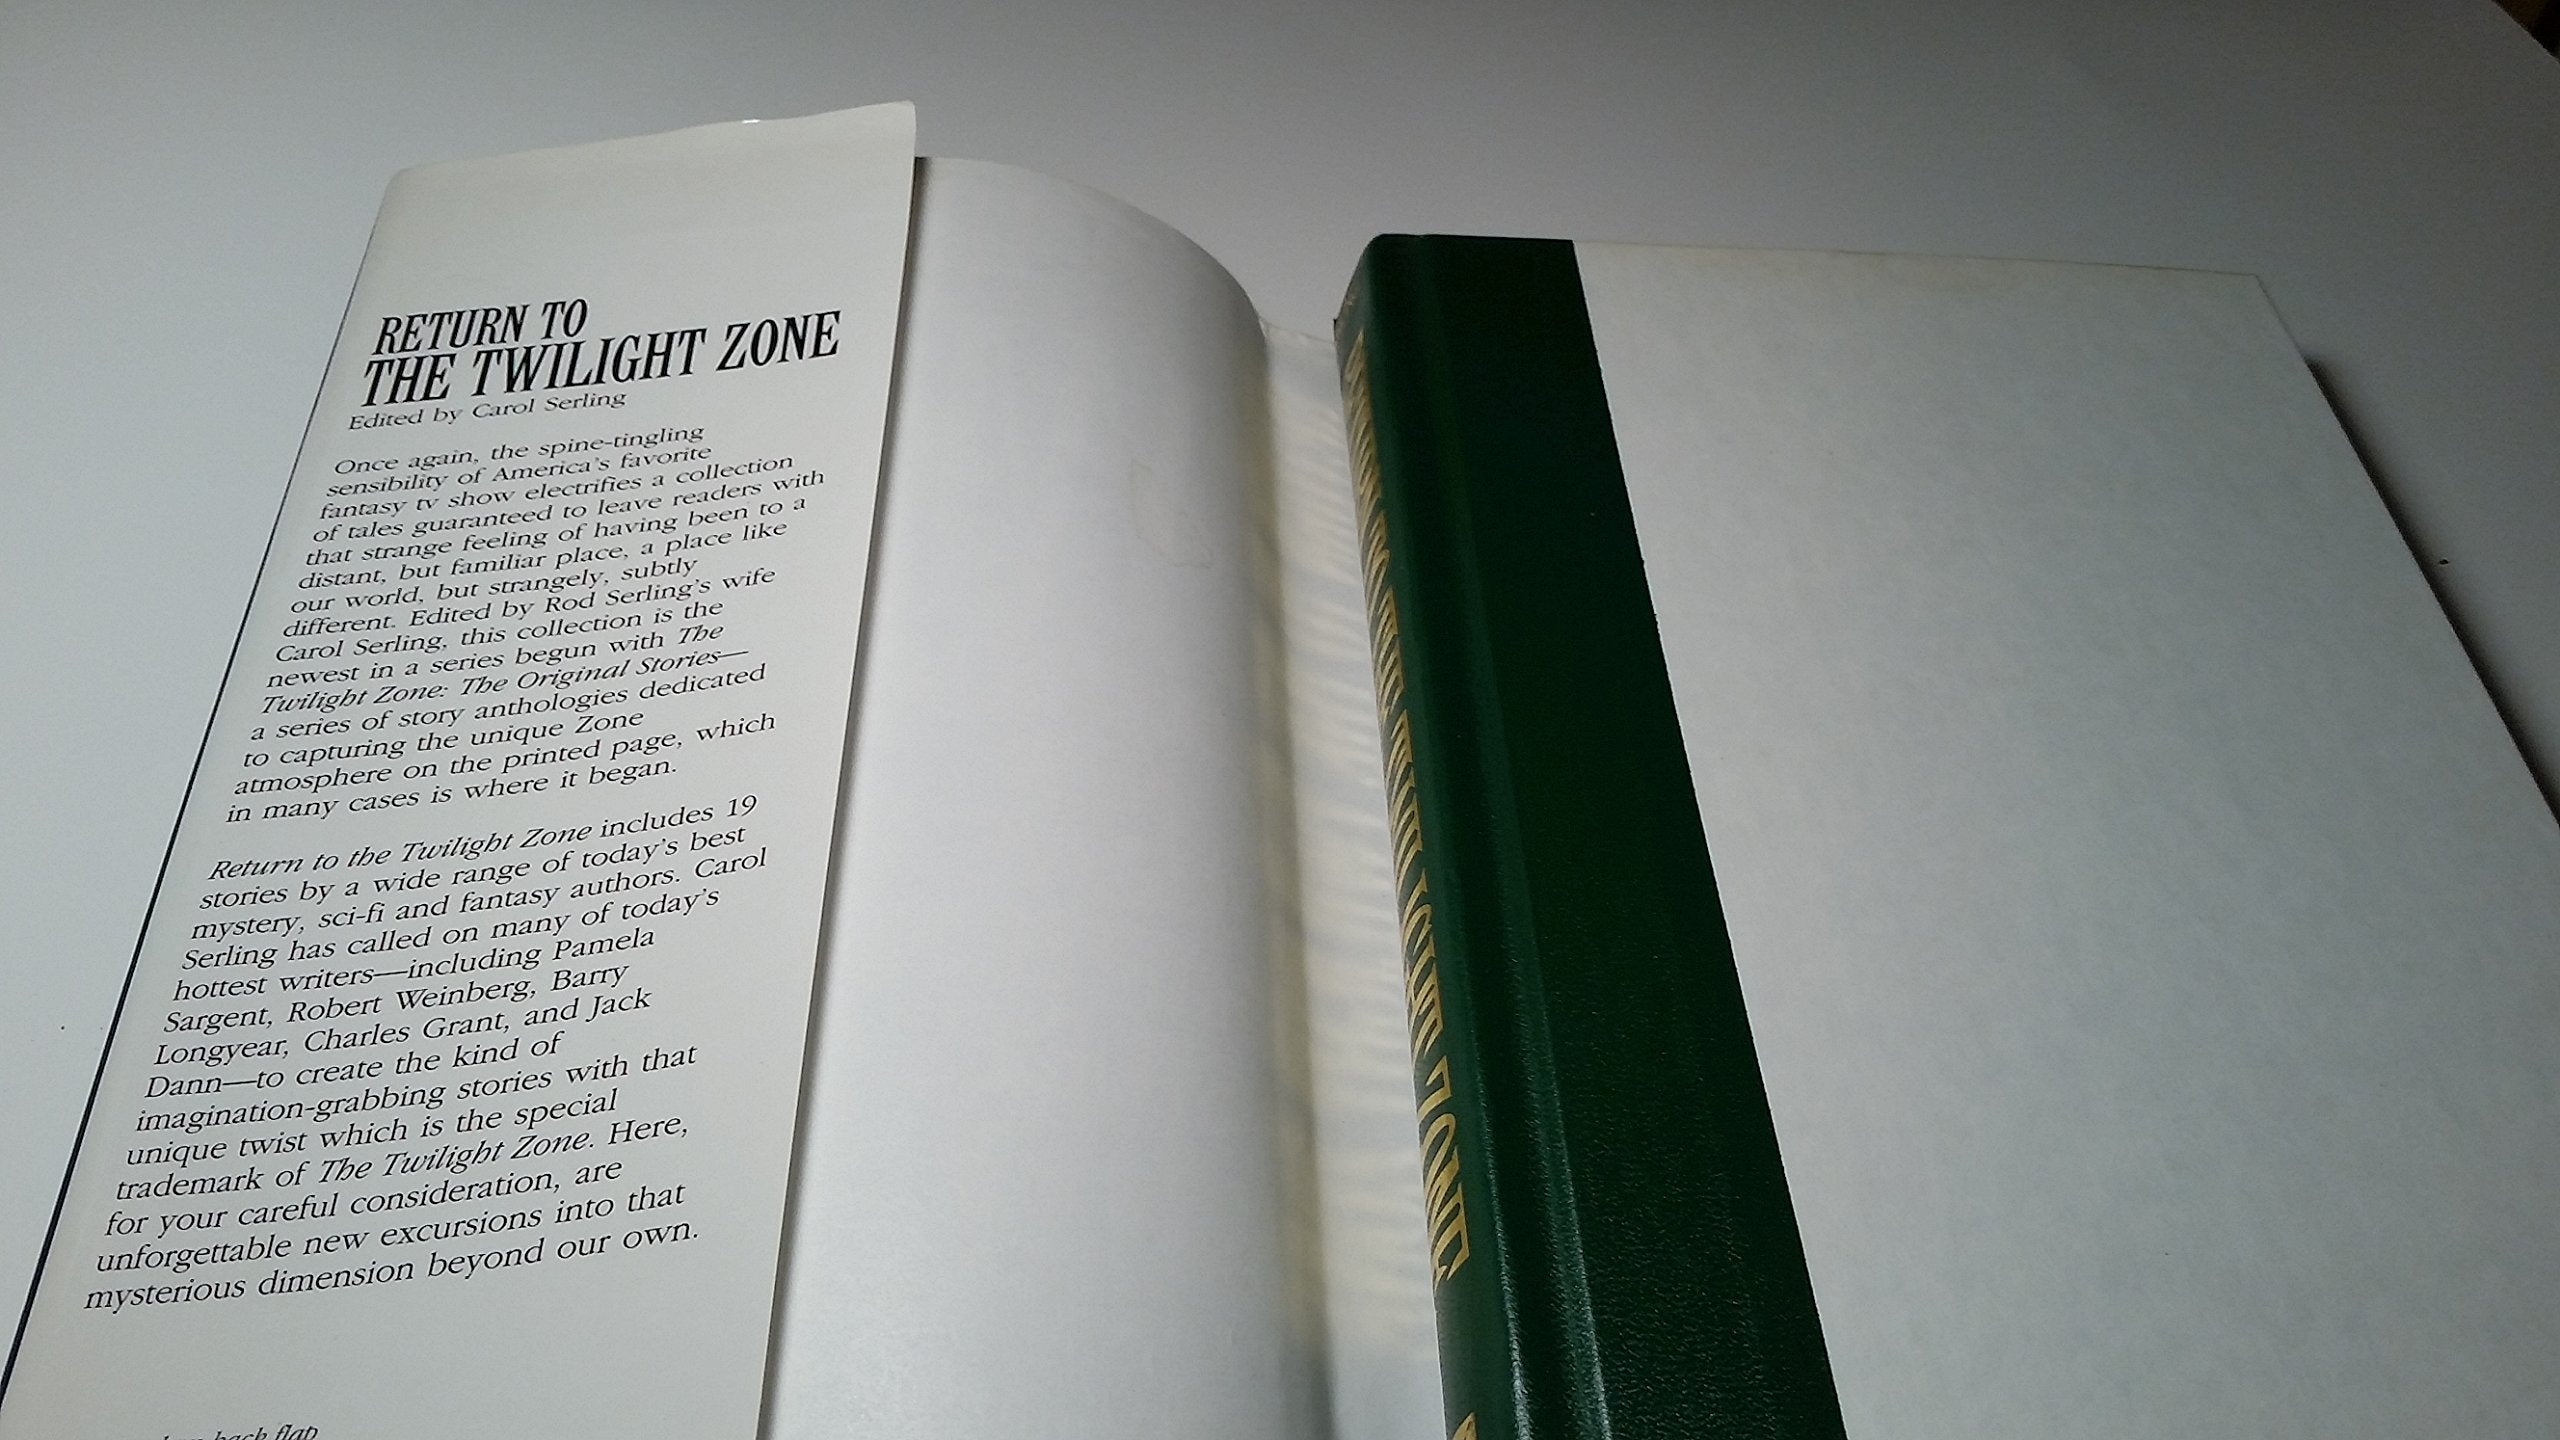 RETURN TO
THE TWILIGHT ZONE
Edited by Carol Serling
Once again, the spine-tingling
sensibility of America's favorite
fantasy tv show electrifies a collection
of tales guaranteed to leave readers with
that strange feeling of having been to a
distant, but familiar place, a place like
our world, but strangely, subtly
different. Edited by Rod Serling's wife
Carol Serling, this collection is the
newest in a series begun with The
Twilight Zone: The Original Stories—
a series of story anthologies dedicated
to capturing the unique Zone
atmosphere on the printed page, which
in many cases is where it began.
Return to the Twilight Zone includes 19
stories by a wide range of today's best
mystery, sci-fi and fantasy authors. Carol
Serling has called on many of today's
hottest writers—including Pamela
Sargent, Robert Weinberg, Barry
Longyear, Charles Grant, and Jack
Dann—to create the kind of
imagination-grabbing stories with that
unique twist which is the special
trademark of The Twilight Zone. Here,
for your careful consideration, are
unforgettable new excursions into that
mysterious dimension beyond our own.
back flap
RETURN TO THE TWILIGHT ZONE